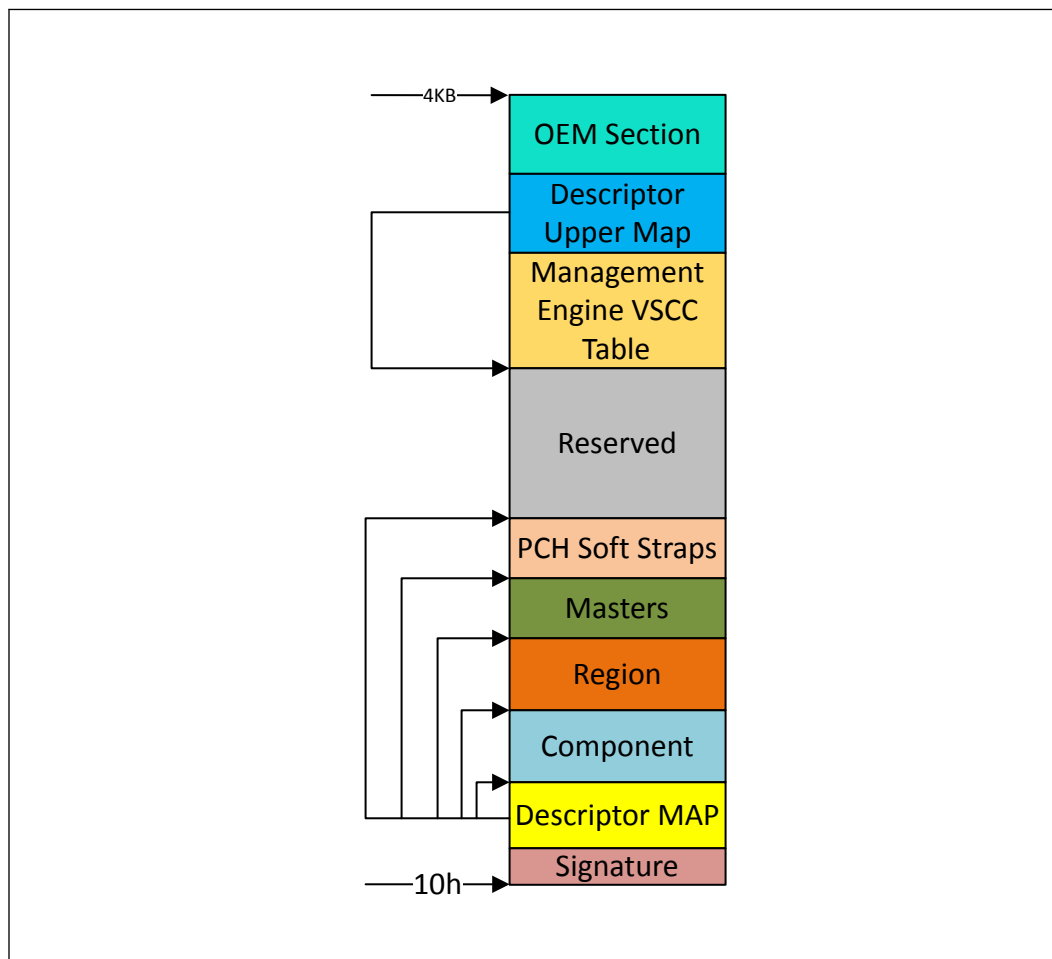 4KB
OEM Section
Descriptor
Upper Map
Management
Engine VSCC
Table
Reserved
PCH Soft Straps
Masters
Region
Component
Descriptor MAP
Signature
10h